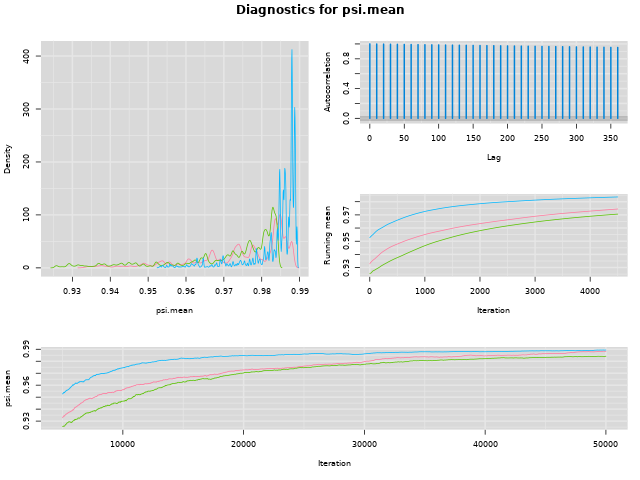 Diagnostics for psi.mean
Density
0 100 200 300 400
0.93 0.94 0.95 0.96 0.97 0.98 0.99
psi.mean
Autocorrelation
0.0 0.4 0.8
0 50 100 150 200 250 300 350
Lag
Running mean
0.93 0.95 0.97
0 1000 2000 3000 4000
Iteration
psi.mean
0.93 0.96 0.99
10000 20000 30000 40000 50000
Iteration